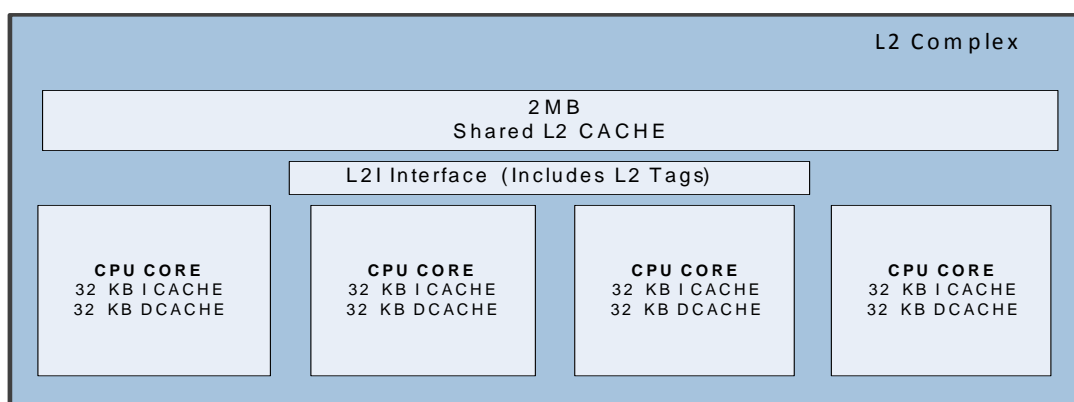 L2 Complex
2MB
Shared L2 CACHE
L2I Interface (Includes L2 Tags)
CPU CORE
32 KB I CACHE
32 KB DCACHE
CPU CORE
32 KB I CACHE
32 KB DCACHE
CPU CORE
32 KB I CACHE
32 KB DCACHE
CPU CORE
32 KB I CACHE
32 KB DCACHE